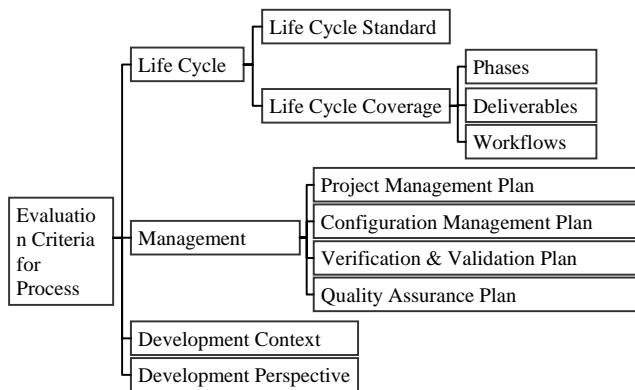 Life Cycle Standard
Life Cycle
Phases
Life Cycle Coverage
Deliverables
Workflows
Evaluatio
n Criteria
for
Process
Project Management Plan
Configuration Management Plan
Management
Verification & Validation Plan
Quality Assurance Plan
Development Context
Development Perspective